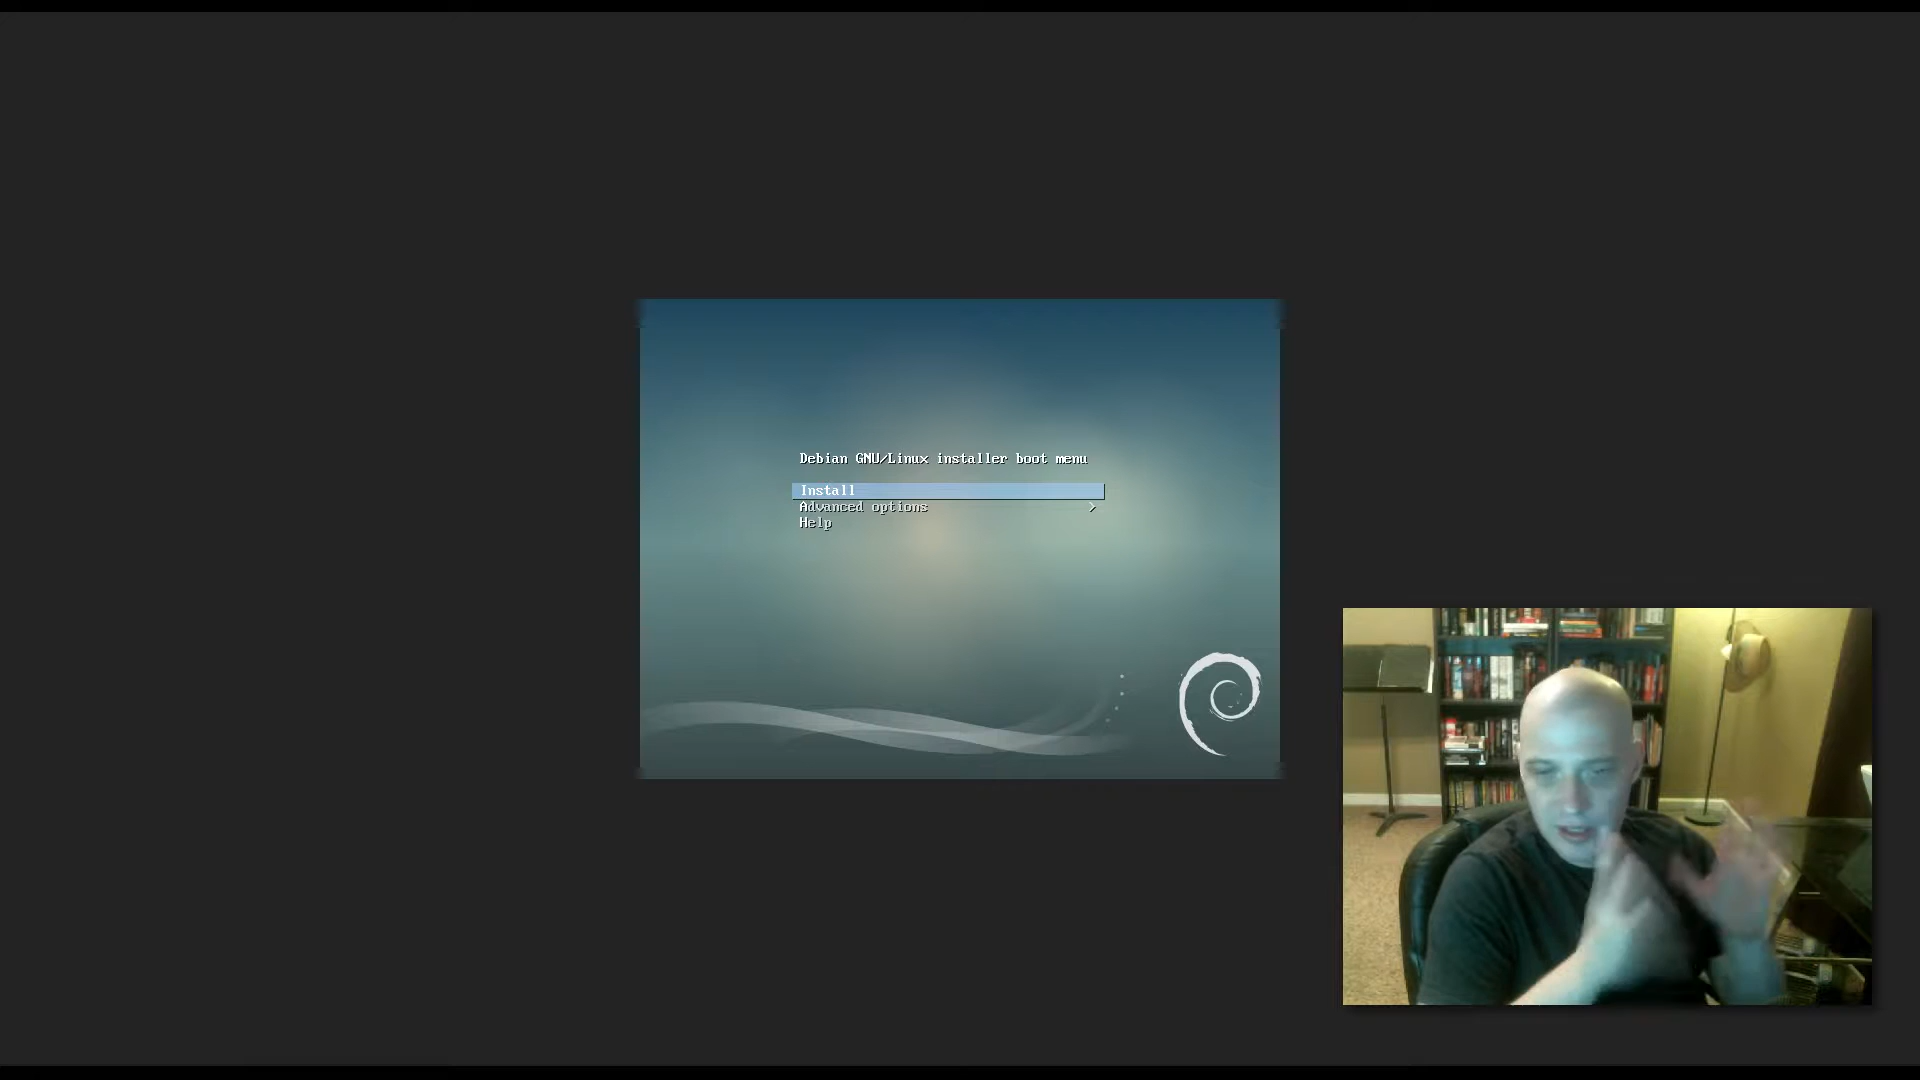 Debian GNU/Linux installer boot menu
Install
Advanced options >
Help